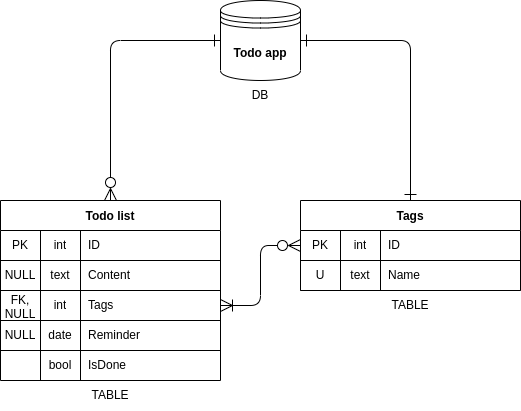 Todo app
DB
Todo list
PK int ID
NULL text Content
FK, NULL int Tags
NULL date Reminder
bool IsDone
TABLE
Tags
PK int ID
U text Name
TABLE